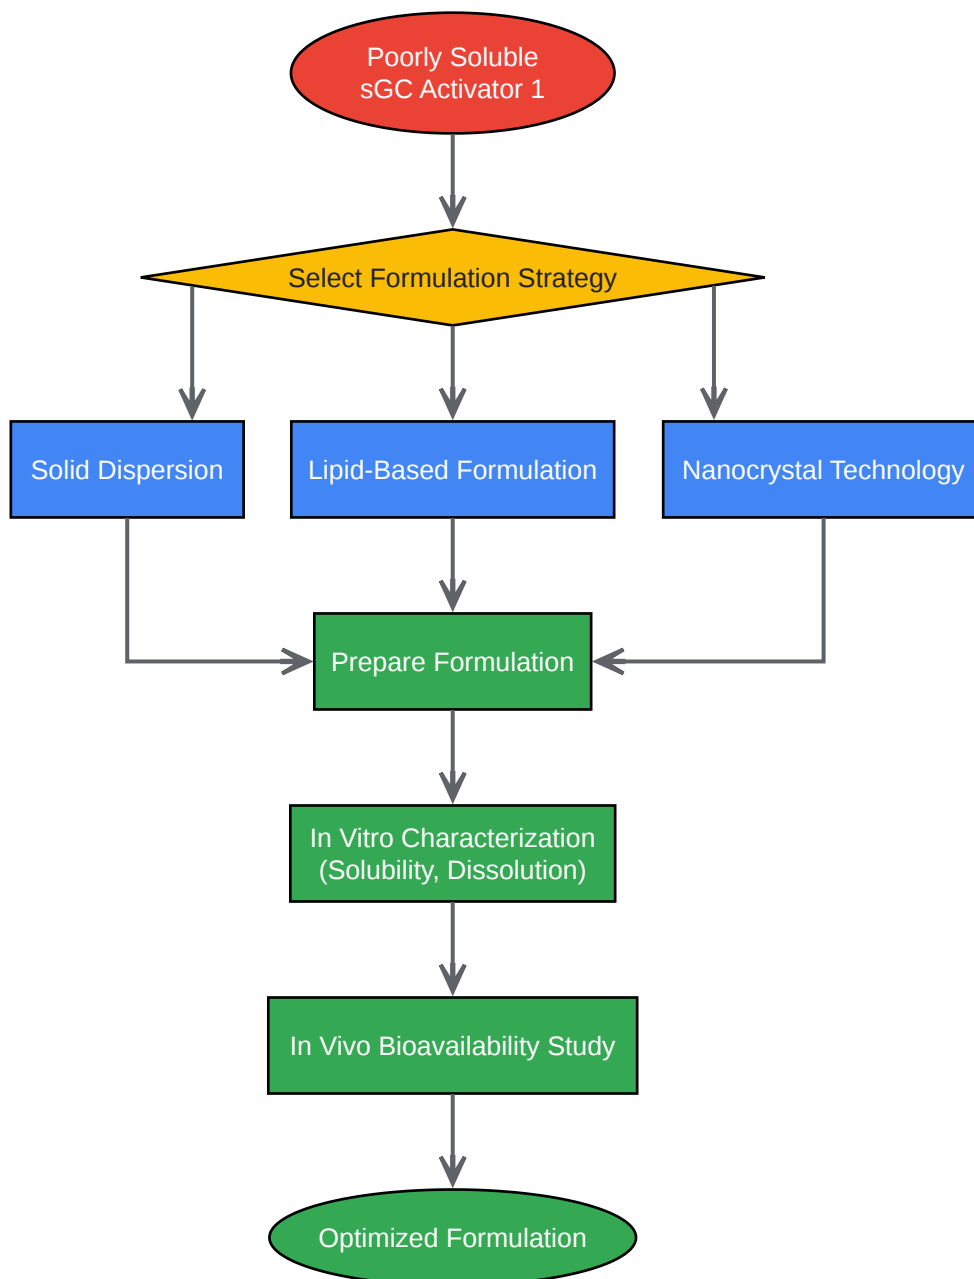 Poorly Soluble
sGC Activator 1
Select Formulation Strategy
Solid Dispersion
Lipid-Based Formulation
Nanocrystal Technology
Prepare Formulation
In Vitro Characterization
(Solubility, Dissolution)
In Vivo Bioavailability Study
Optimized Formulation